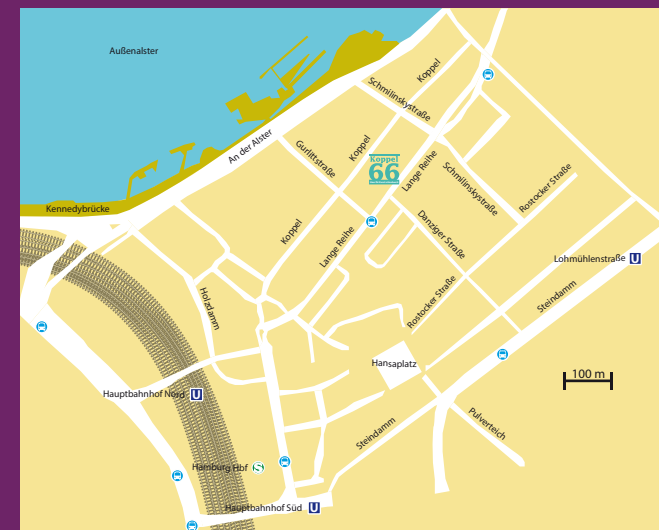 Außenalster
Koppel
Schmilinskystraße
An der Alster
Koppel
Gurlittstraße
Koppel
66
Lange Reihe
Schmilinskystraße
Rostocker Straße
Kennedybrücke
Koppel
Lange Reihe
Danziger Straße
Lohmühlenstraße U
Holzdamm
Rostocker Straße
Steindamm
Hansaplatz
100 m
Hauptbahnhof Nord U
Pulverteich
Steindamm
Hamburg Hbf S
Hauptbahnhof Süd U